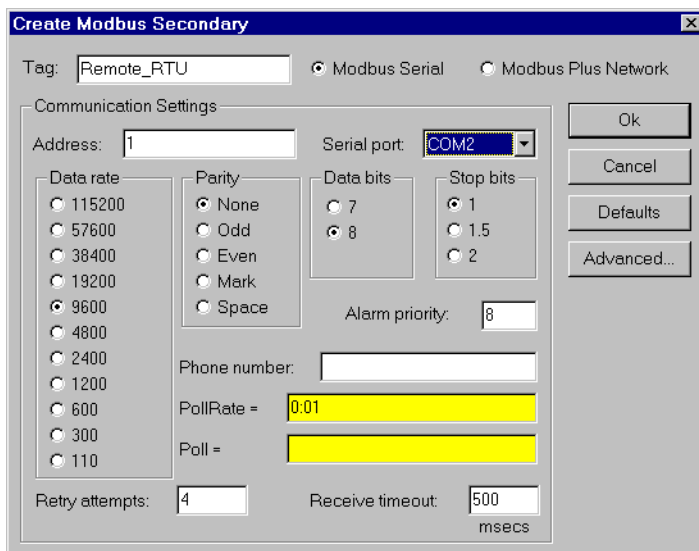 Create Modbus Secondary
Tag: Remote_RTU Modbus Serial Modbus Plus Network
Communication Settings
Ok
Address: 1 Serial port: COM2
Cancel
Data rate Parity Data bits Stop bits
115200 None 7 1
Defaults
57600 Odd 8 1.5
38400 Even 2
Advanced...
19200 Mark
9600 Space Alarm priority: 8
4800
2400 Phone number:
1200
600 PollRate = 0:01
300
110 Poll =
Retry attempts: 4 Receive timeout: 500
msecs